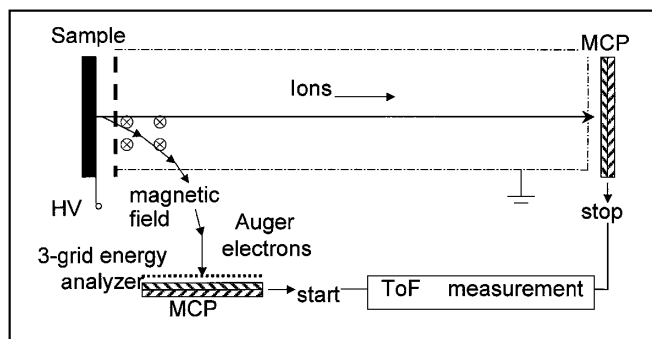 Sample
MCP
Ions
HV
magnetic
field
Auger
electrons
stop
3-grid energy
analyzer
MCP
start
ToF measurement